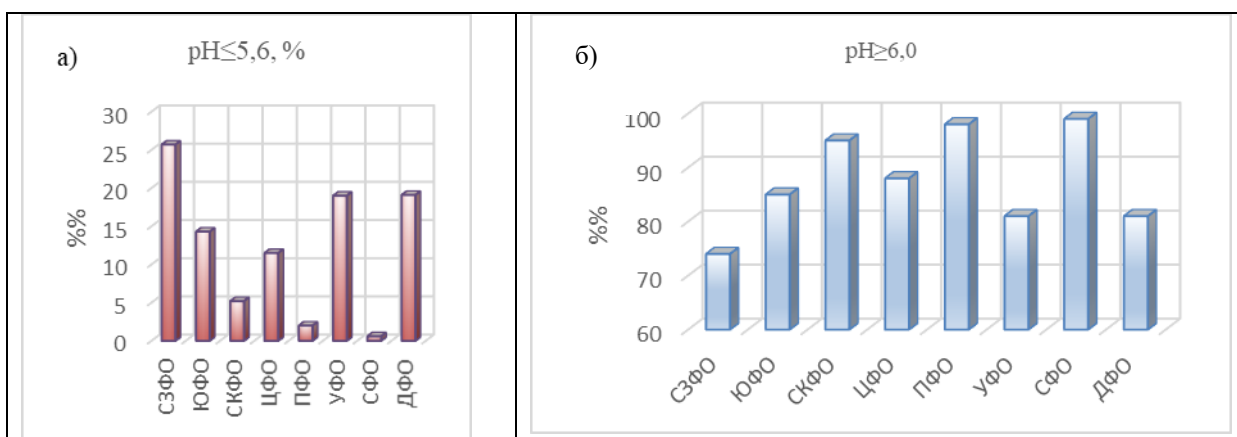 а)
pH≤5,6, %
30
25
20
15
10
5
0
%%
СЗФО
ЮФО
СКФО
ЦФО
ПФО
УФО
СФО
ДФО
б)
pH≥6,0
100
90
80
70
60
%%
СЗФО
ЮФО
СКФО
ЦФО
ПФО
УФО
СФО
ДФО